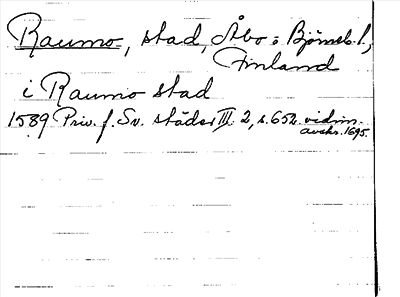 Raumo, stad, Åbo o Björneb. l.,
Finland
i Raumo stad
1589 Priv. f. Sv. städer III: 2, s. 652. vidim.
avskr. 1695.